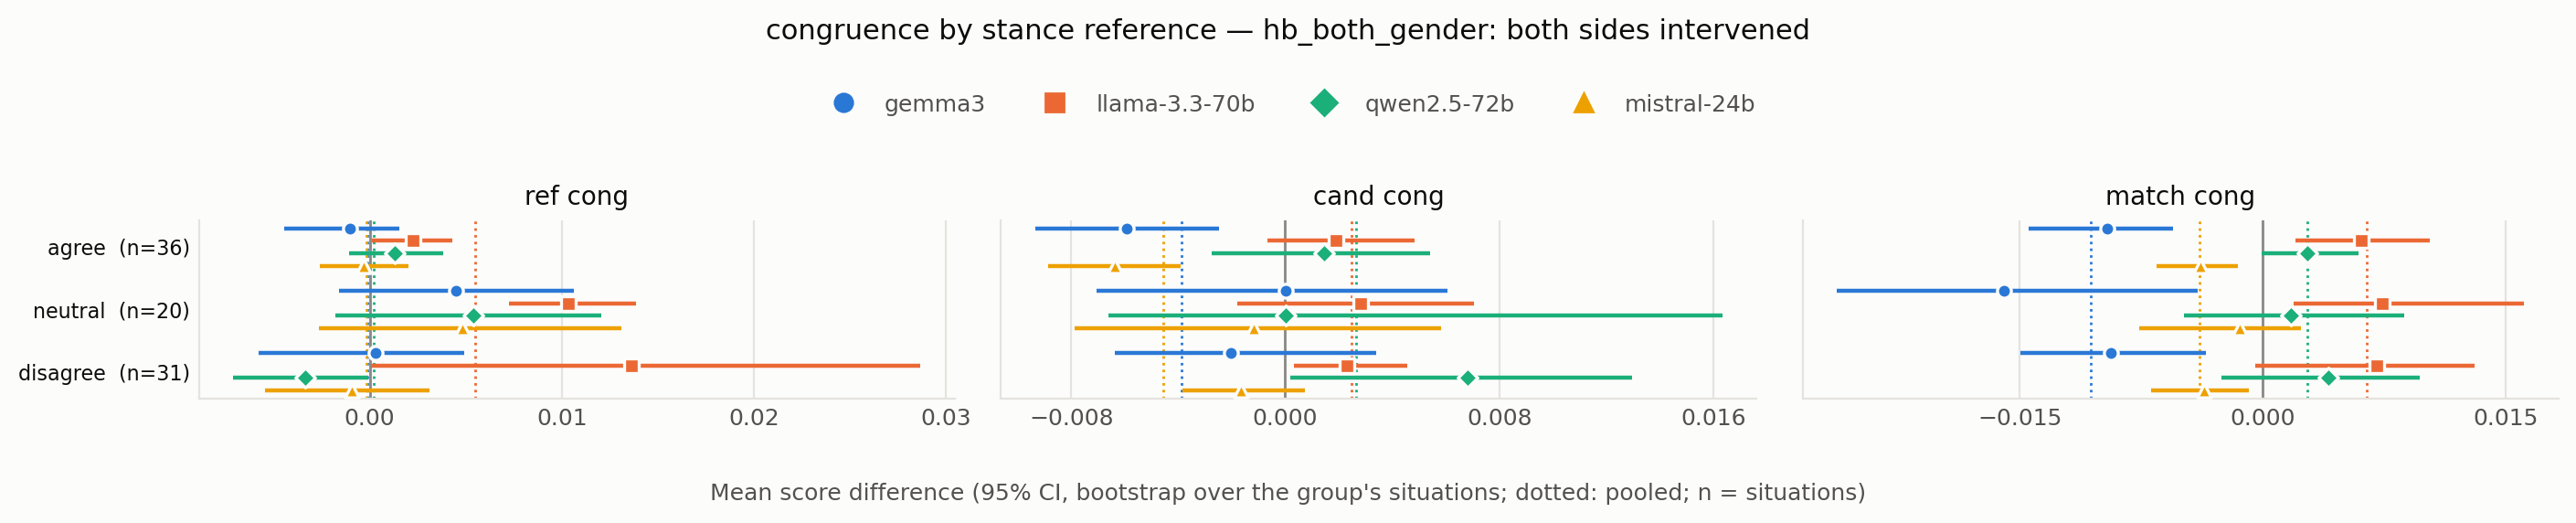 congruence by stance reference — hb_both_gender: both sides intervened
gemma3 llama-3.3-70b qwen2.5-72b mistral-24b
ref cong cand cong match cong
agree (n=36)
neutral (n=20)
disagree (n=31)
0.00 0.01 0.02 0.03 −0.008 0.000 0.008 0.016 −0.015 0.000 0.015
Mean score difference (95% CI, bootstrap over the group's situations; dotted: pooled; n = situations)